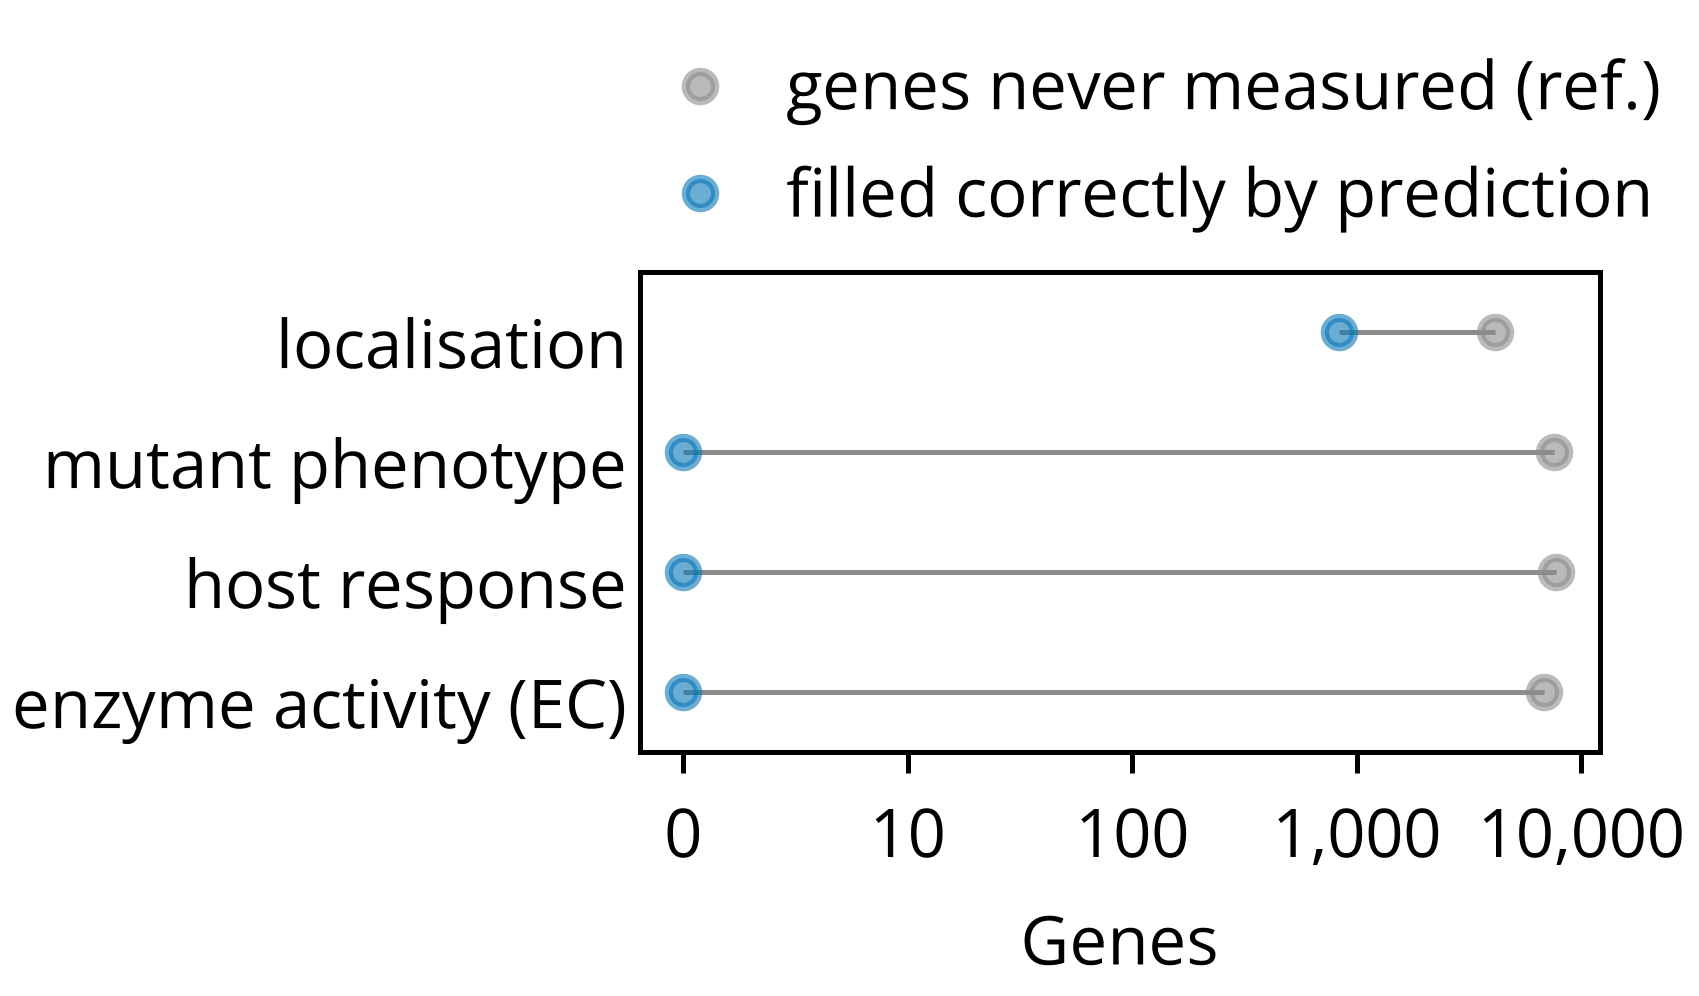 genes never measured (ref.)
filled correctly by prediction
localisation
mutant phenotype
host response
enzyme activity (EC)
0 10 100 1,000 10,000
Genes